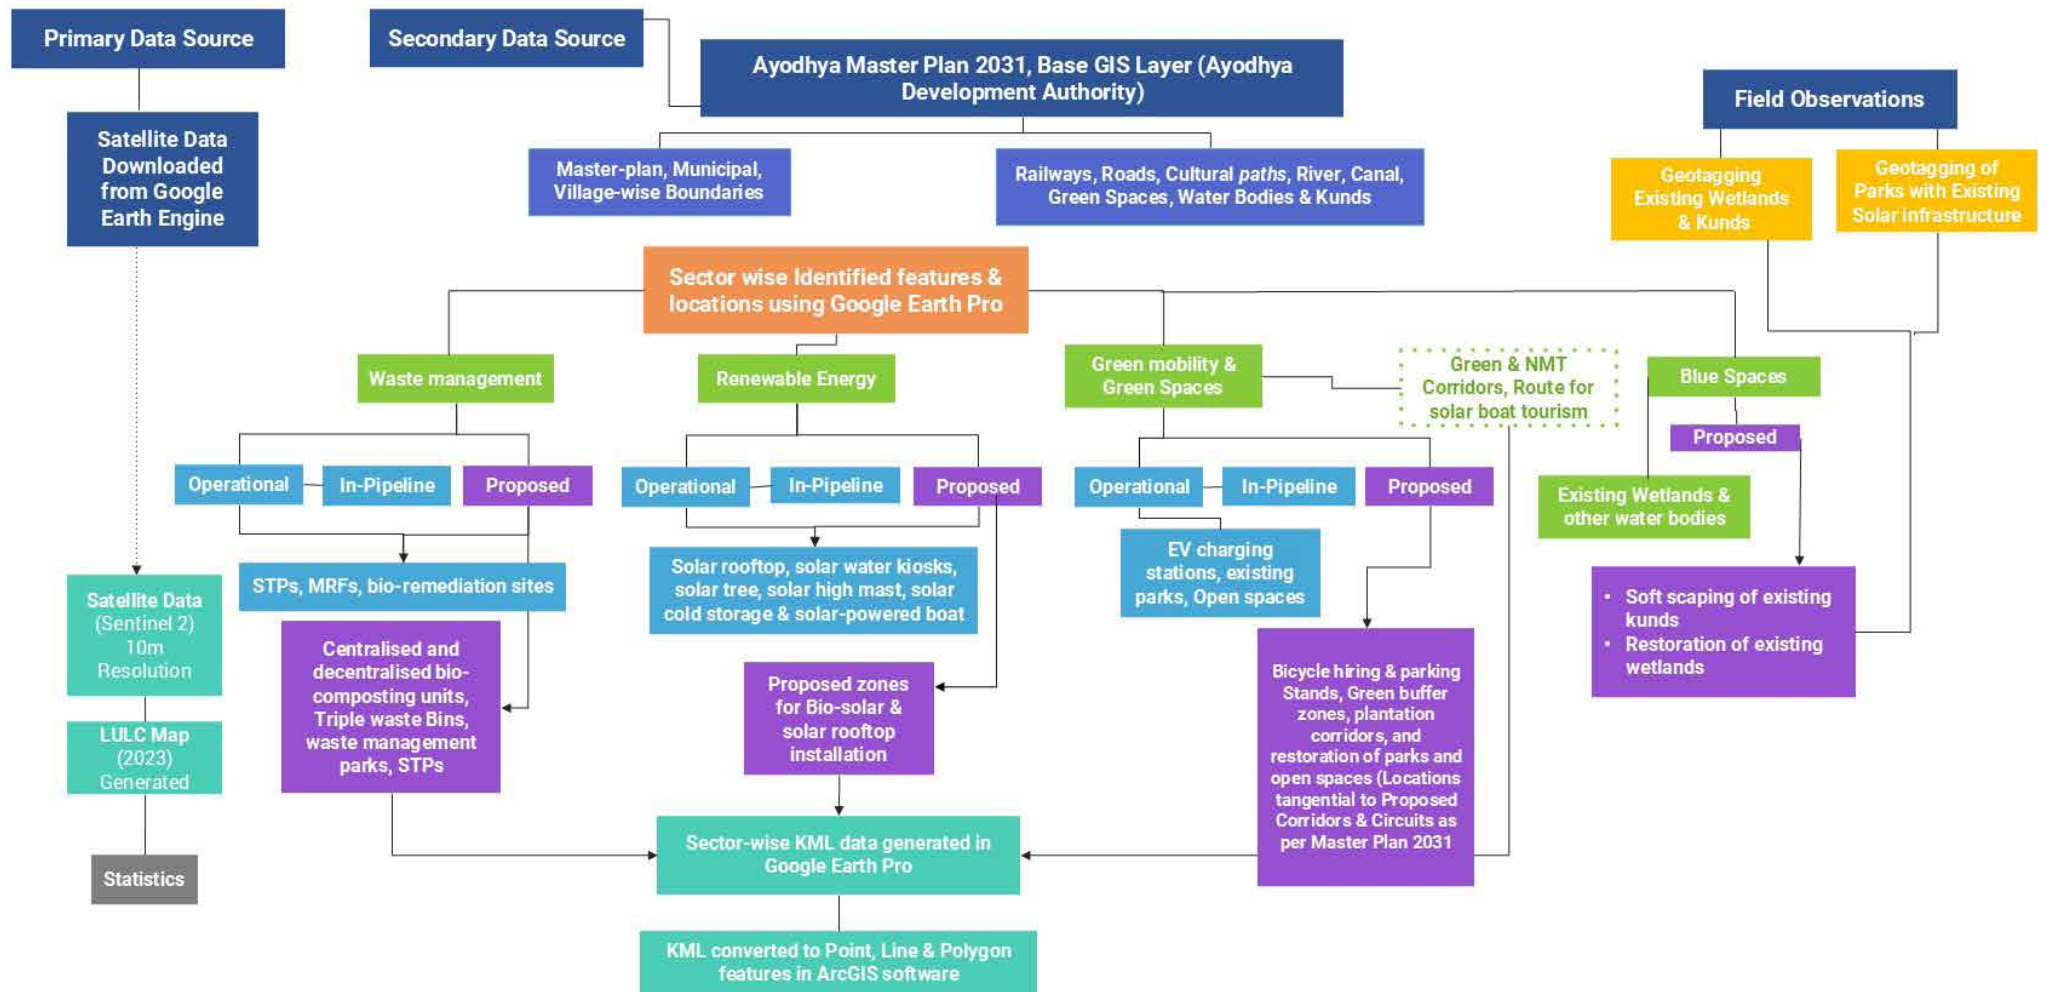 Primary Data Source
Secondary Data Source
Ayodhya Master Plan 2031, Base GIS Layer (Ayodhya
Development Authority)
Field Observations
Satellite Data
Downloaded
from Google
Earth Engine
Master-plan, Municipal,
Village-wise Boundaries
Railways, Roads, Cultural paths, River, Canal,
Green Spaces, Water Bodies & Kunds
Geotagging
Existing Wetlands
& Kunds
Geotagging of
Parks with Existing
Solar infrastructure
Sector wise Identified features &
locations using Google Earth Pro
Waste management
Renewable Energy
Green mobility &
Green Spaces
Green & NMT
Corridors, Route for
solar boat tourism
Blue Spaces
Proposed
Operational
In-Pipeline
Proposed
Operational
In-Pipeline
Proposed
Operational
In-Pipeline
Proposed
Existing Wetlands &
other water bodies
STPs, MRFs, bio-remediation sites
Solar rooftop, solar water kiosks,
solar tree, solar high mast, solar
cold storage & solar-powered boat
EV charging
stations, existing
parks, Open spaces
• Soft scaping of existing
kunds
• Restoration of existing
wetlands
Satellite Data
(Sentinel 2)
10m
Resolution
Centralised and
decentralised bio-
composting units,
Triple waste Bins,
waste management
parks, STPs
Proposed zones
for Bio-solar &
solar rooftop
installation
Bicycle hiring & parking
Stands, Green buffer
zones, plantation
corridors, and
restoration of parks and
open spaces (Locations
tangential to Proposed
Corridors & Circuits as
per Master Plan 2031
LULC Map
(2023)
Generated
Sector-wise KML data generated in
Google Earth Pro
Statistics
KML converted to Point, Line & Polygon
features in ArcGIS software